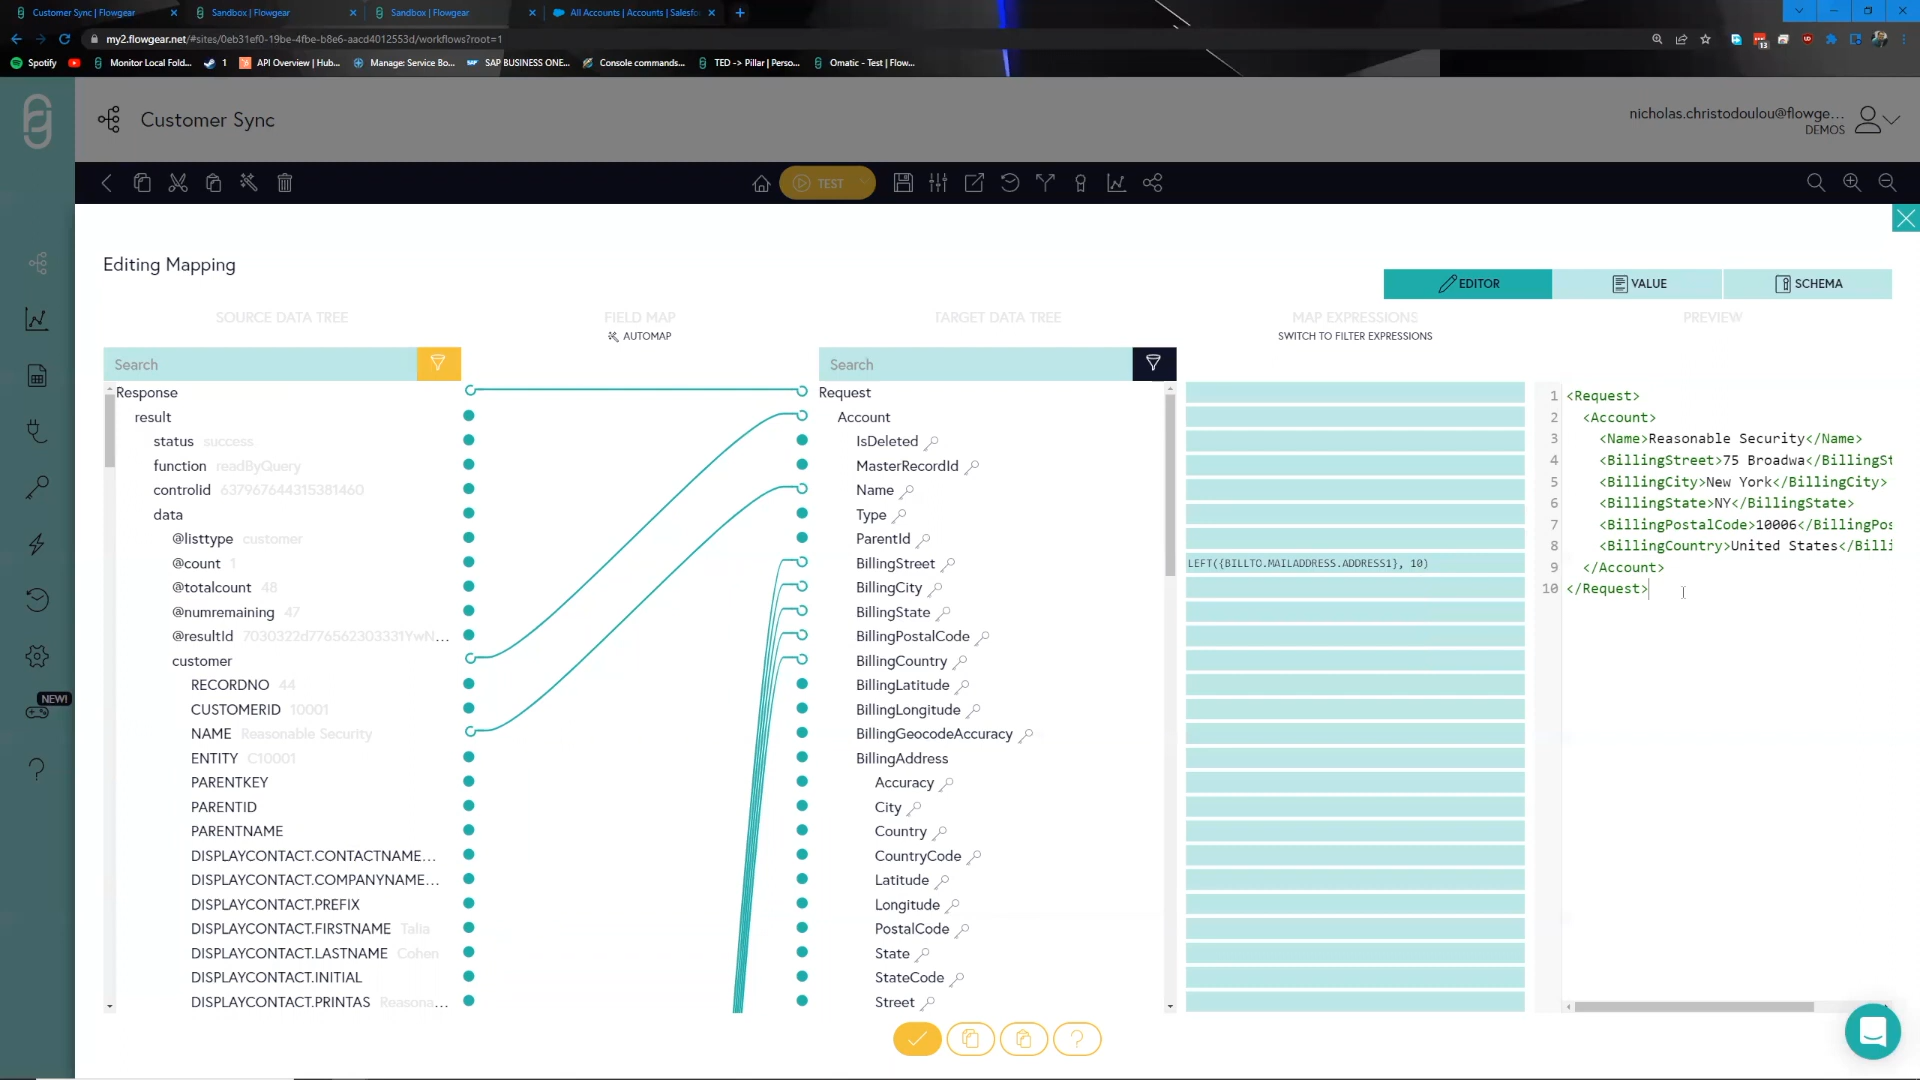 Customer Sync | Flowgear
Sandbox | Flowgear
Sandbox | Flowgear
All Accounts | Accounts | Salesfo
my2.flowgear.net/#sites/0eb31ef0-19be-4fbe-b8e6-aacd4012553d/workflows?root=1
13
Spotify
1
Monitor Local Fold...
API Overview | Hub...
Manage: Service Bo...
SAP BUSINESS ONE...
Console commands...
TED -> Pillar | Perso...
Omatic - Test | Flow...
Customer Sync
nicholas.christodoulou@flowge...
DEMOS
TEST
Editing Mapping
EDITOR
VALUE
SCHEMA
SOURCE DATA TREE
FIELD MAP
TARGET DATA TREE
MAP EXPRESSIONS
PREVIEW
AUTOMAP
SWITCH TO FILTER EXPRESSIONS
Search
Search
NEW!
Response
result
status success
function readByQuery
controlid 637967644315381460
data
@listtype customer
@count 1
@totalcount 48
@numremaining 47
@resultId 7030322d776562303331YwN...
customer
RECORDNO 44
CUSTOMERID 10001
NAME Reasonable Security
ENTITY C10001
PARENTKEY
PARENTID
PARENTNAME
DISPLAYCONTACT.CONTACTNAME...
DISPLAYCONTACT.COMPANYNAME...
DISPLAYCONTACT.PREFIX
DISPLAYCONTACT.FIRSTNAME Talia
DISPLAYCONTACT.LASTNAME Cohen
DISPLAYCONTACT.INITIAL
DISPLAYCONTACT.PRINTAS Reasona...
Request
Account
IsDeleted
MasterRecordId
Name
Type
ParentId
BillingStreet
BillingCity
BillingState
BillingPostalCode
BillingCountry
BillingLatitude
BillingLongitude
BillingGeocodeAccuracy
BillingAddress
Accuracy
City
Country
CountryCode
Latitude
Longitude
PostalCode
State
StateCode
Street
LEFT({BILLTO.MAILADDRESS.ADDRESS1}, 10)
1 <Request>
2 <Account>
3 <Name>Reasonable Security</Name>
4 <BillingStreet>75 Broadwa</BillingSt
5 <BillingCity>New York</BillingCity>
6 <BillingState>NY</BillingState>
7 <BillingPostalCode>10006</BillingPos
8 <BillingCountry>United States</Billi
9 </Account>
10 </Request>